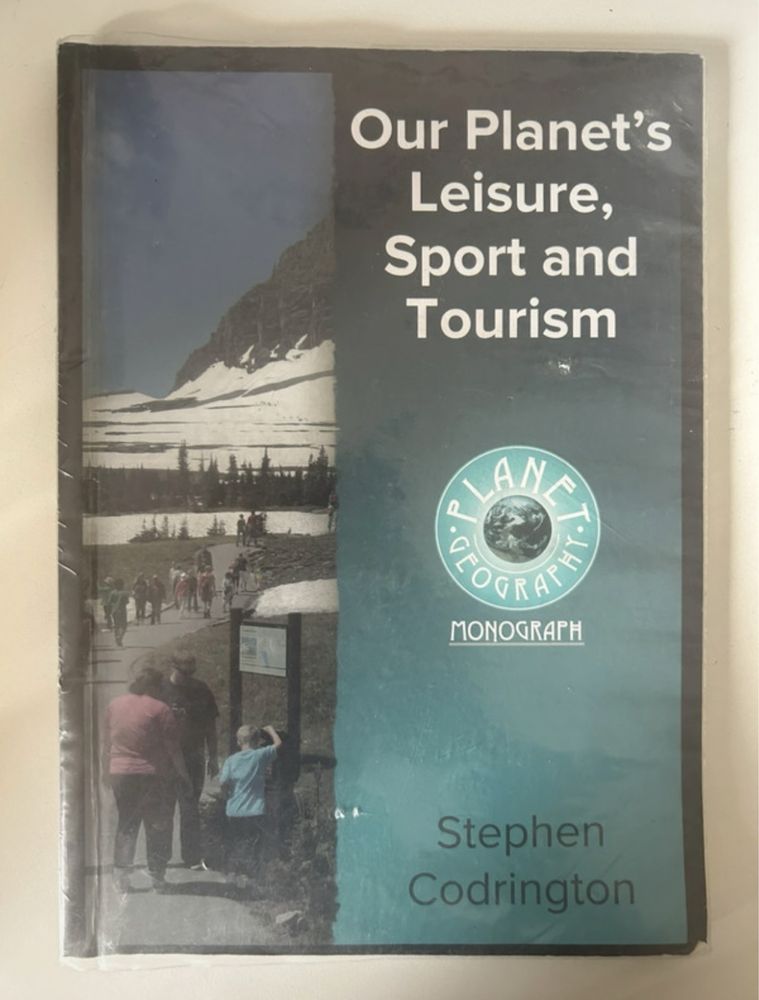 Our Planet's
Leisure,
Sport and
Tourism
PLANET
GEOGRAPHY
MONOGRAPH
Stephen
Codrington